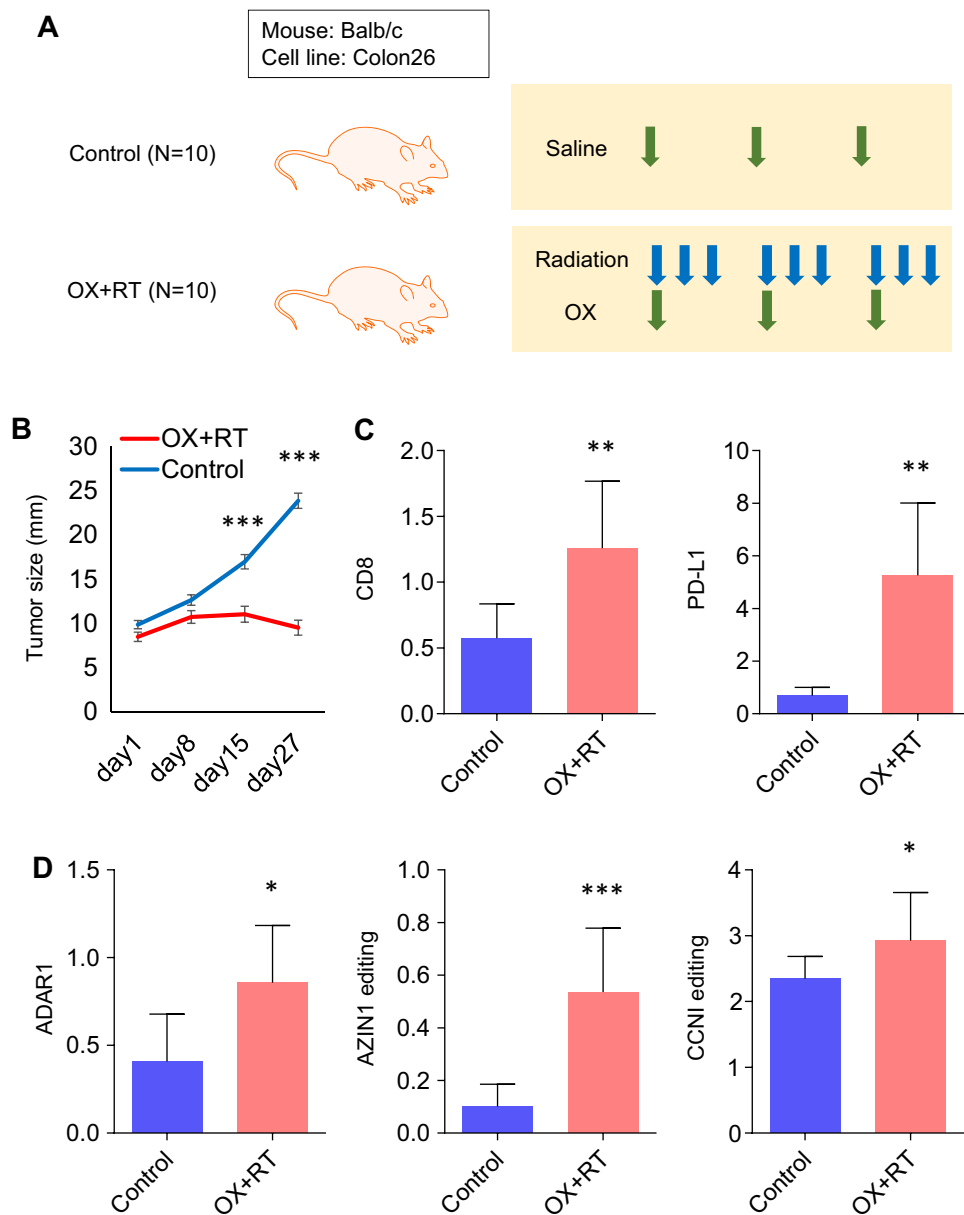 A
Mouse: Balb/c
Cell line: Colon26
Control (N=10)
Saline
OX+RT (N=10)
Radiation
OX
B
OX+RT
Control
Tumor size (mm)
30
25
20
15
10
5
0
***
***
day1
day8
day15
day27
C
CD8
2.0
1.5
1.0
0.5
0.0
**
Control
OX+RT
PD-L1
10
8
6
4
2
0
**
Control
OX+RT
D
ADAR1
1.5
1.0
0.5
0.0
*
Control
OX+RT
AZIN1 editing
1.0
0.8
0.6
0.4
0.2
0.0
***
Control
OX+RT
CCNI editing
4
3
2
1
0
*
Control
OX+RT